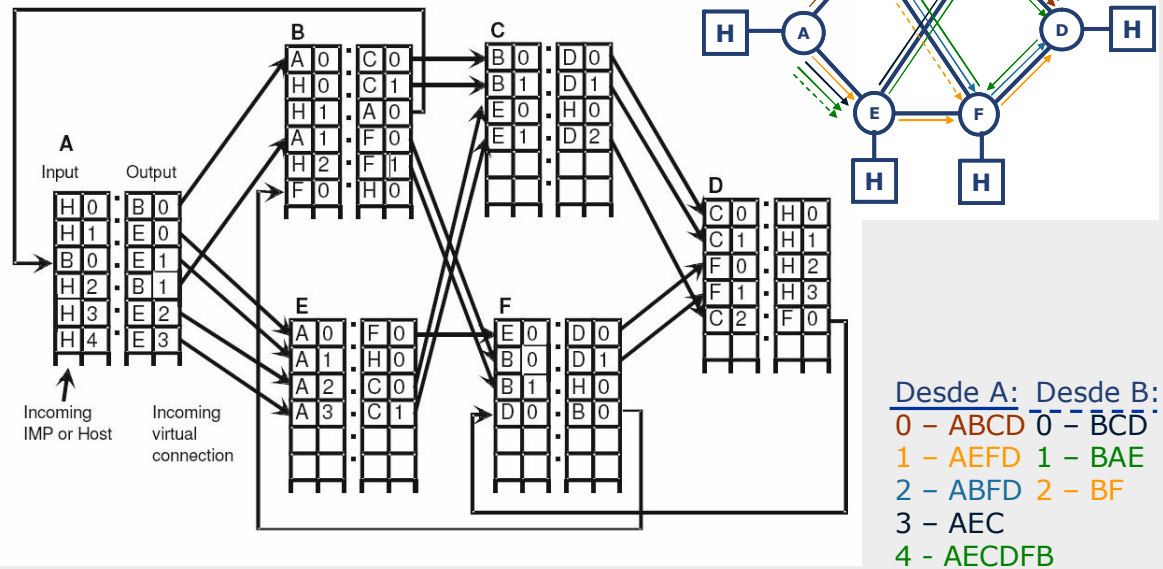 A
Input Output
H 0 : B 0
H 1 : E 0
B 0 : E 1
H 2 : B 1
H 3 : E 2
H 4 : E 3
Incoming
IMP or Host
Incoming
virtual
connection
B
A 0 : C 0
H 0 : C 1
H 1 : A 0
A 1 : F 0
H 2 : F 1
F 0 : H 0
C
B 0 : D 0
B 1 : D 1
E 0 : H 0
E 1 : D 2
E
A 0 : F 0
A 1 : H 0
A 2 : C 0
A 3 : C 1
F
E 0 : D 0
B 0 : D 1
B 1 : H 0
D 0 : B 0
D
C 0 : H 0
C 1 : H 1
F 0 : H 2
F 1 : H 3
C 2 : F 0
H A D H
E F
H H
Desde A: Desde B:
0 – ABCD 0 – BCD
1 – AEFD 1 – BAE
2 – ABFD 2 – BF
3 – AEC
4 - AECDFB